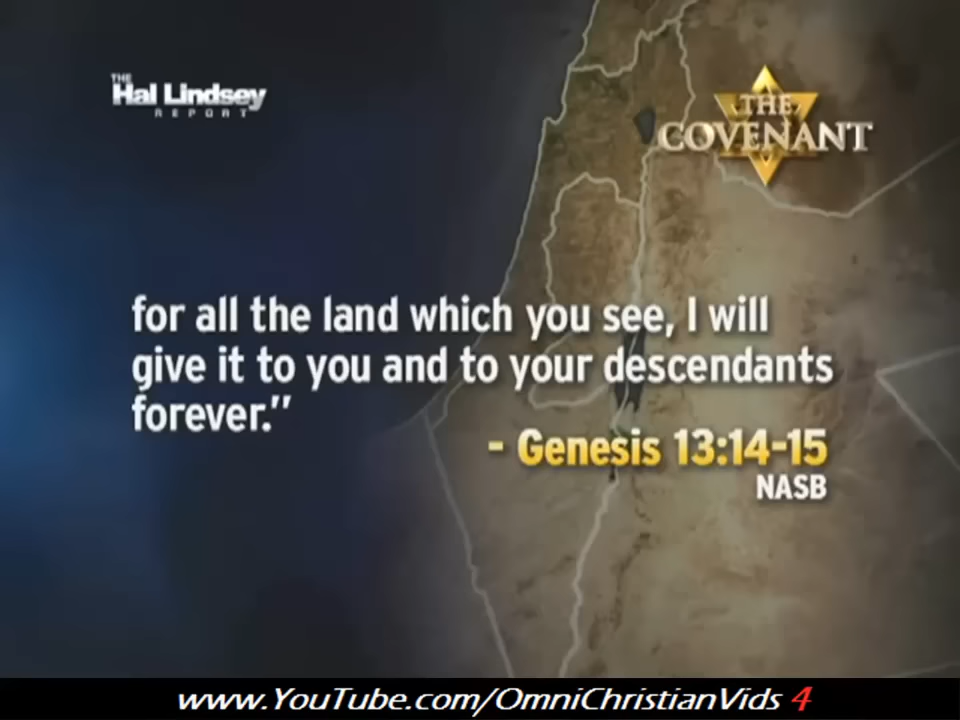 THE
Hal Lindsey
REPORT
THE
COVENANT
for all the land which you see, I will
give it to you and to your descendants
forever."
- Genesis 13:14-15
NASB
www.YouTube.com/OmniChristianVids 4